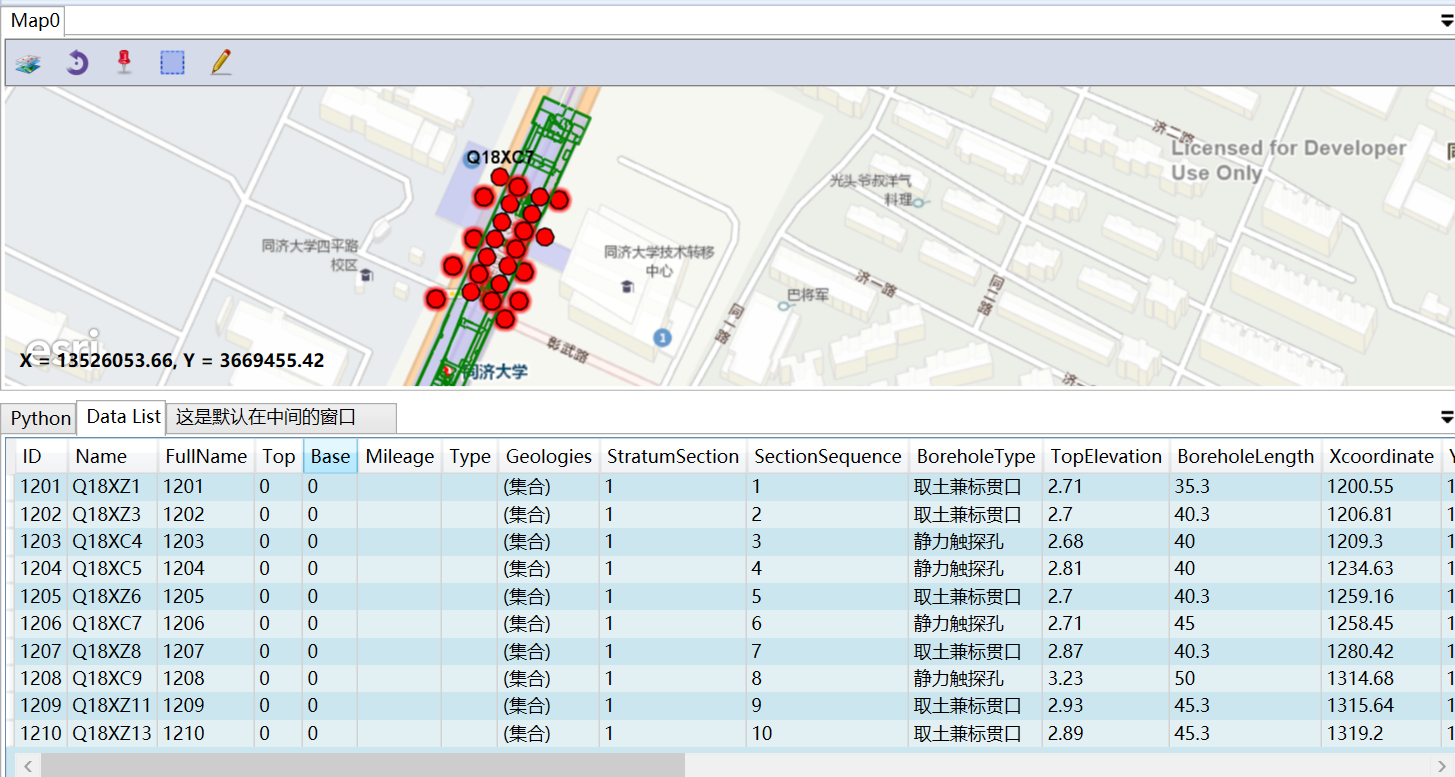 Map0
济二路
Licensed for Developer
Use Only
Q18XC7
光头爷叔洋气
料理
同济大学四平路
校区
同济大学技术转移
中心
济一路
同二路
巴将军
同一路
彰武路
esri
X = 13526053.66, Y = 3669455.42
同济大学
济一
Python Data List 这是默认在中间的窗口
ID Name FullName Top Base Mileage Type Geologies StratumSection SectionSequence BoreholeType TopElevation BoreholeLength Xcoordinate Y
1201 Q18XZ1 1201 0 0 (集合) 1 1 取土兼标贯口 2.71 35.3 1200.55 1
1202 Q18XZ3 1202 0 0 (集合) 1 2 取土兼标贯口 2.7 40.3 1206.81 1
1203 Q18XC4 1203 0 0 (集合) 1 3 静力触探孔 2.68 40 1209.3 1
1204 Q18XC5 1204 0 0 (集合) 1 4 静力触探孔 2.81 40 1234.63 1
1205 Q18XZ6 1205 0 0 (集合) 1 5 取土兼标贯口 2.7 40.3 1259.16 1
1206 Q18XC7 1206 0 0 (集合) 1 6 静力触探孔 2.71 45 1258.45 1
1207 Q18XZ8 1207 0 0 (集合) 1 7 取土兼标贯口 2.87 40.3 1280.42 1
1208 Q18XC9 1208 0 0 (集合) 1 8 静力触探孔 3.23 50 1314.68 1
1209 Q18XZ11 1209 0 0 (集合) 1 9 取土兼标贯口 2.93 45.3 1315.64 1
1210 Q18XZ13 1210 0 0 (集合) 1 10 取土兼标贯口 2.89 45.3 1319.2 1